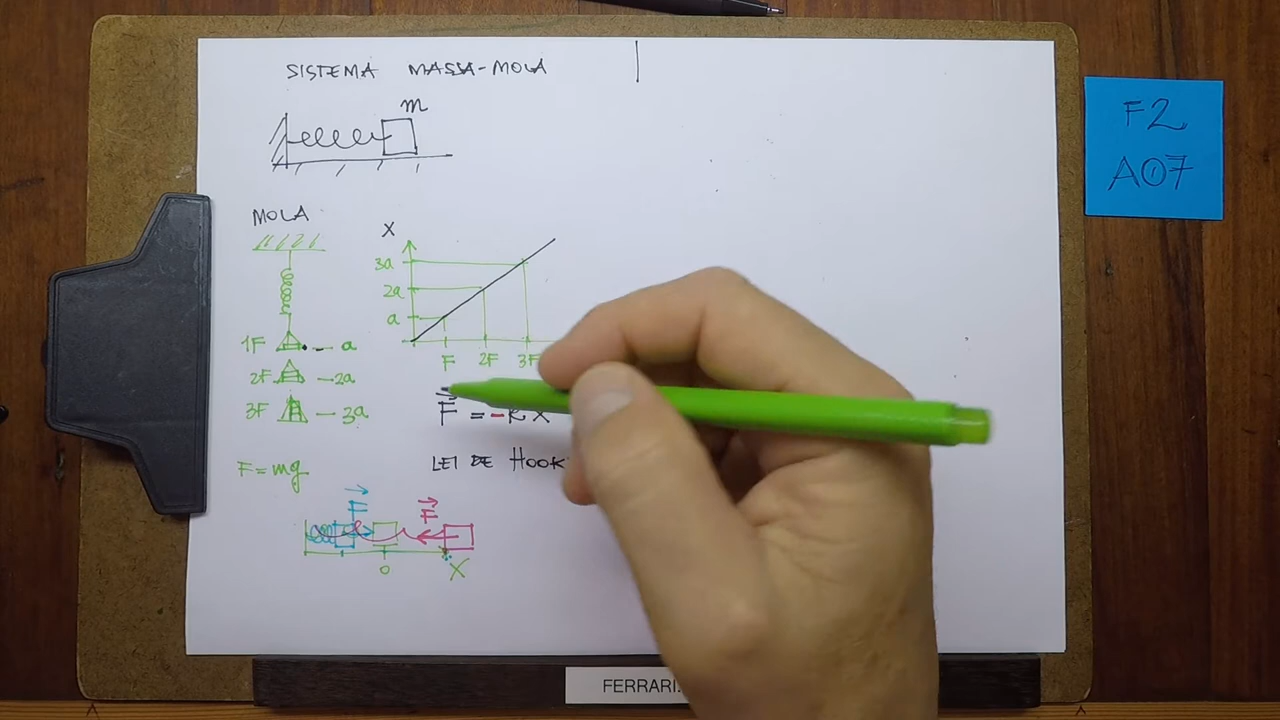 SISTEMA MASSA-MOLA
m
F2
A07
MOLA
X
3a
2a
a
F 2F 3F
1F — a
2F — 2a
3F — 3a
F = -K X
LEI DE HOOK
F = mg
F F
0 X
FERRARI.